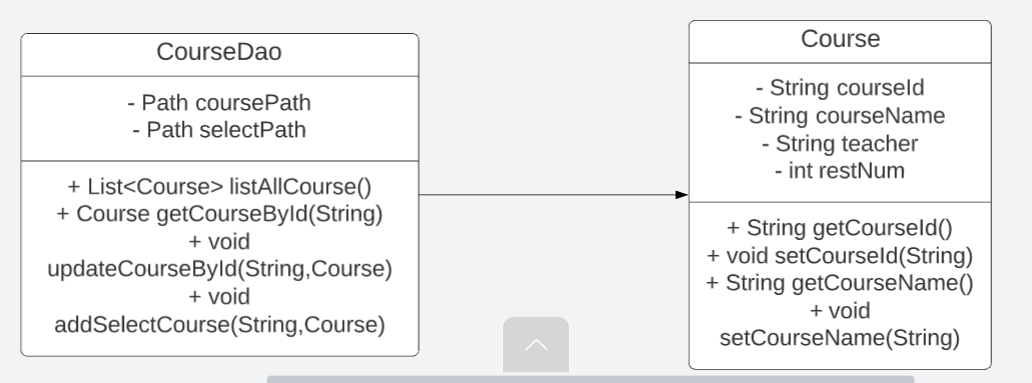 CourseDao
- Path coursePath
- Path selectPath
+ List<Course> listAllCourse()
+ Course getCourseById(String)
+ void
updateCourseById(String,Course)
+ void
addSelectCourse(String,Course)
Course
- String courseId
- String courseName
- String teacher
- int restNum
+ String getCourseId()
+ void setCourseId(String)
+ String getCourseName()
+ void
setCourseName(String)